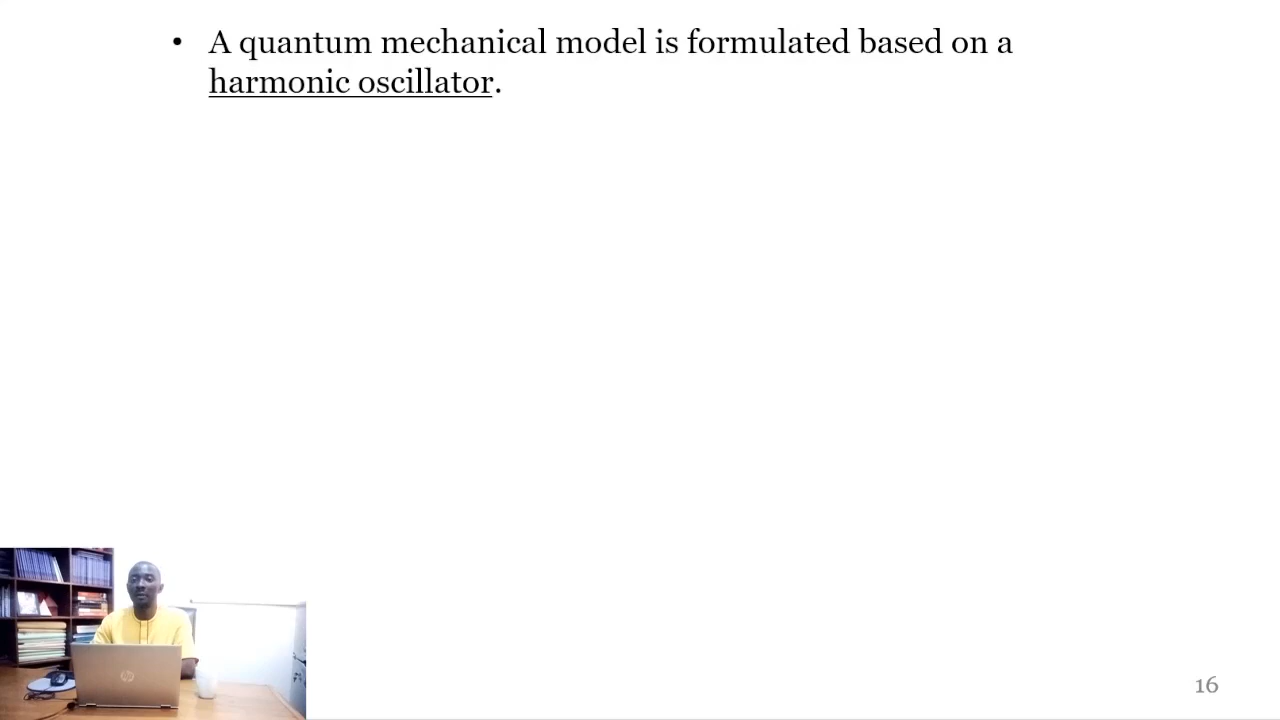 • A quantum mechanical model is formulated based on a
harmonic oscillator.
16